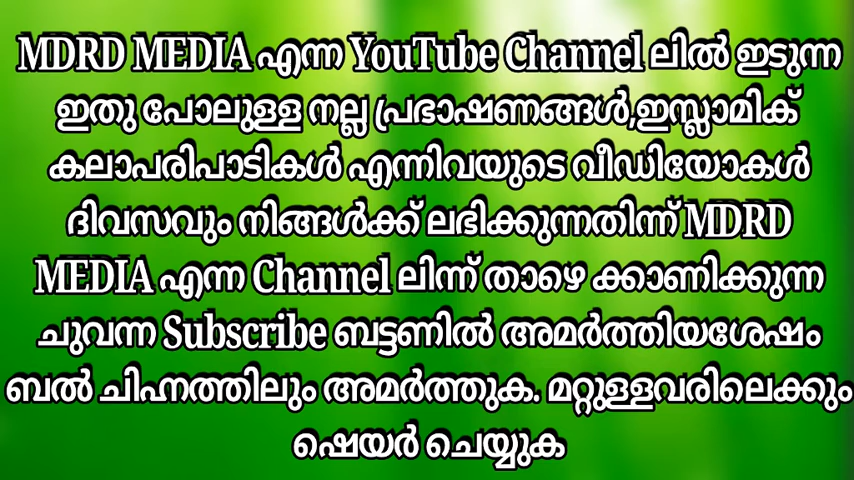 MDRD MEDIA എന്ന YouTube Channel ലിൽ ഇടുന്ന
ഇതു പോലുള്ള നല്ല പ്രഭാഷണങ്ങൾ,ഇസ്ലാമിക്
കലാപരിപാടികൾ എന്നിവയുടെ വീഡിയോകൾ
ദിവസവും നിങ്ങൾക്ക് ലഭിക്കുന്നതിന്ന് MDRD
MEDIA എന്ന Channel ലിന്ന് താഴെ ക്കാണിക്കുന്ന
ചുവന്ന Subscribe ബട്ടണിൽ അമർത്തിയശേഷം
ബൽ ചിഹ്നത്തിലും അമർത്തുക. മറ്റുള്ളവരിലെക്കും
ഷെയർ ചെയ്യുക